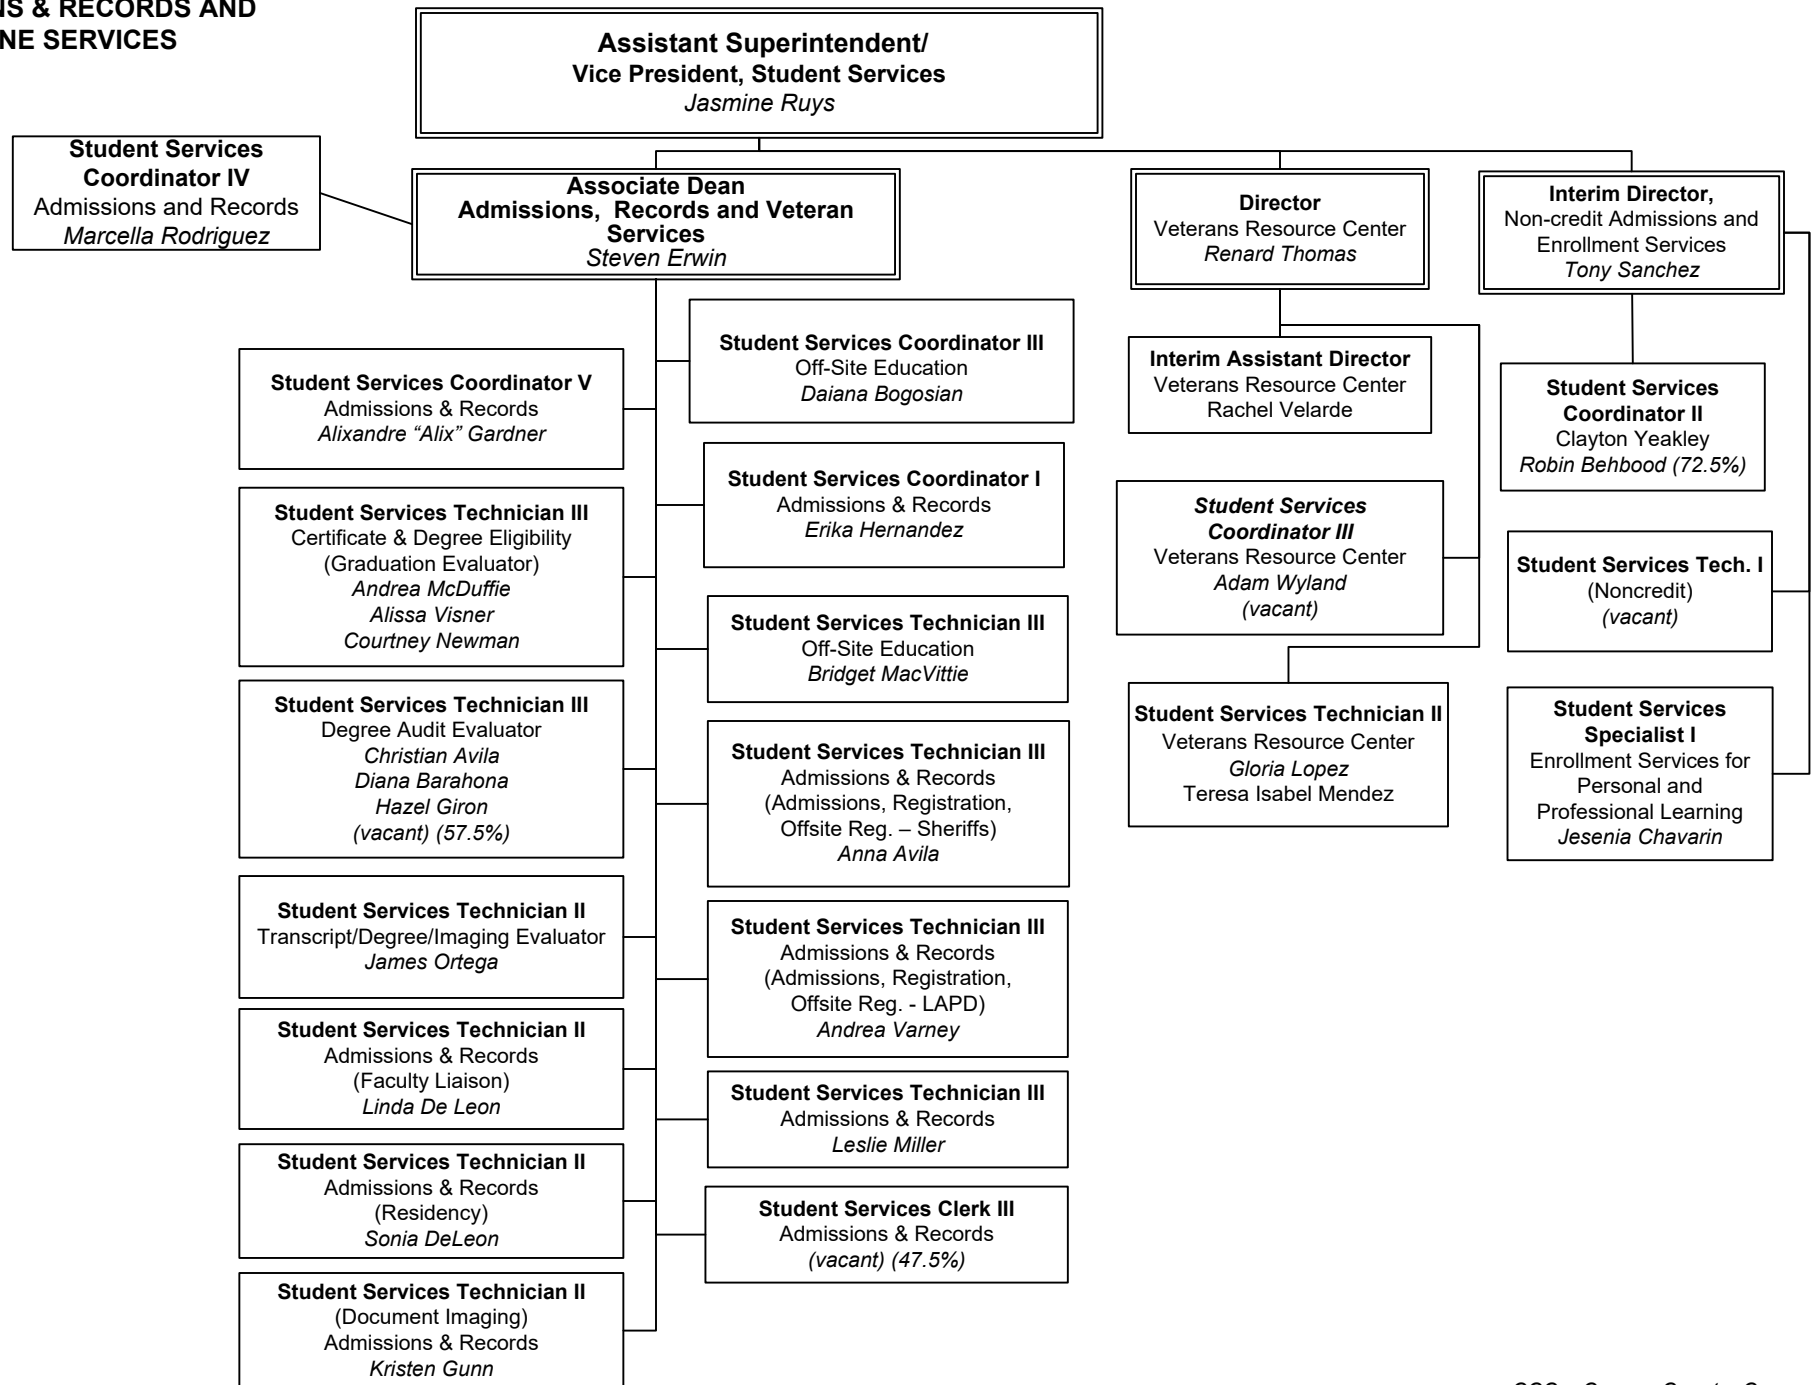 & RECORDS AND
SERVICES
Assistant Superintendent/
Vice President, Student Services
Jasmine Ruys
Student Services
Coordinator IV
Admissions and Records
Marcella Rodriguez
Associate Dean
Admissions, Records and Veteran
Services
Steven Erwin
Director
Veterans Resource Center
Renard Thomas
Interim Director,
Non-credit Admissions and
Enrollment Services
Tony Sanchez
Student Services Coordinator V
Admissions & Records
Alixandre “Alix” Gardner
Student Services Technician III
Certificate & Degree Eligibility
(Graduation Evaluator)
Andrea McDuffie
Alissa Visner
Courtney Newman
Student Services Technician III
Degree Audit Evaluator
Christian Avila
Diana Barahona
Hazel Giron
(vacant) (57.5%)
Student Services Technician II
Transcript/Degree/Imaging Evaluator
James Ortega
Student Services Technician II
Admissions & Records
(Faculty Liaison)
Linda De Leon
Student Services Technician II
Admissions & Records
(Residency)
Sonia DeLeon
Student Services Technician II
(Document Imaging)
Admissions & Records
Kristen Gunn
Student Services Coordinator III
Off-Site Education
Daiana Bogosian
Student Services Coordinator I
Admissions & Records
Erika Hernandez
Student Services Technician III
Off-Site Education
Bridget MacVittie
Student Services Technician III
Admissions & Records
(Admissions, Registration,
Offsite Reg. – Sheriffs)
Anna Avila
Student Services Technician III
Admissions & Records
(Admissions, Registration,
Offsite Reg. - LAPD)
Andrea Varney
Student Services Technician III
Admissions & Records
Leslie Miller
Student Services Clerk III
Admissions & Records
(vacant) (47.5%)
Interim Assistant Director
Veterans Resource Center
Rachel Velarde
Student Services
Coordinator III
Veterans Resource Center
Adam Wyland
(vacant)
Student Services Technician II
Veterans Resource Center
Gloria Lopez
Teresa Isabel Mendez
Student Services
Coordinator II
Clayton Yeakley
Robin Behbood (72.5%)
Student Services Tech. I
(Noncredit)
(vacant)
Student Services
Specialist I
Enrollment Services for
Personal and
Professional Learning
Jesenia Chavarin